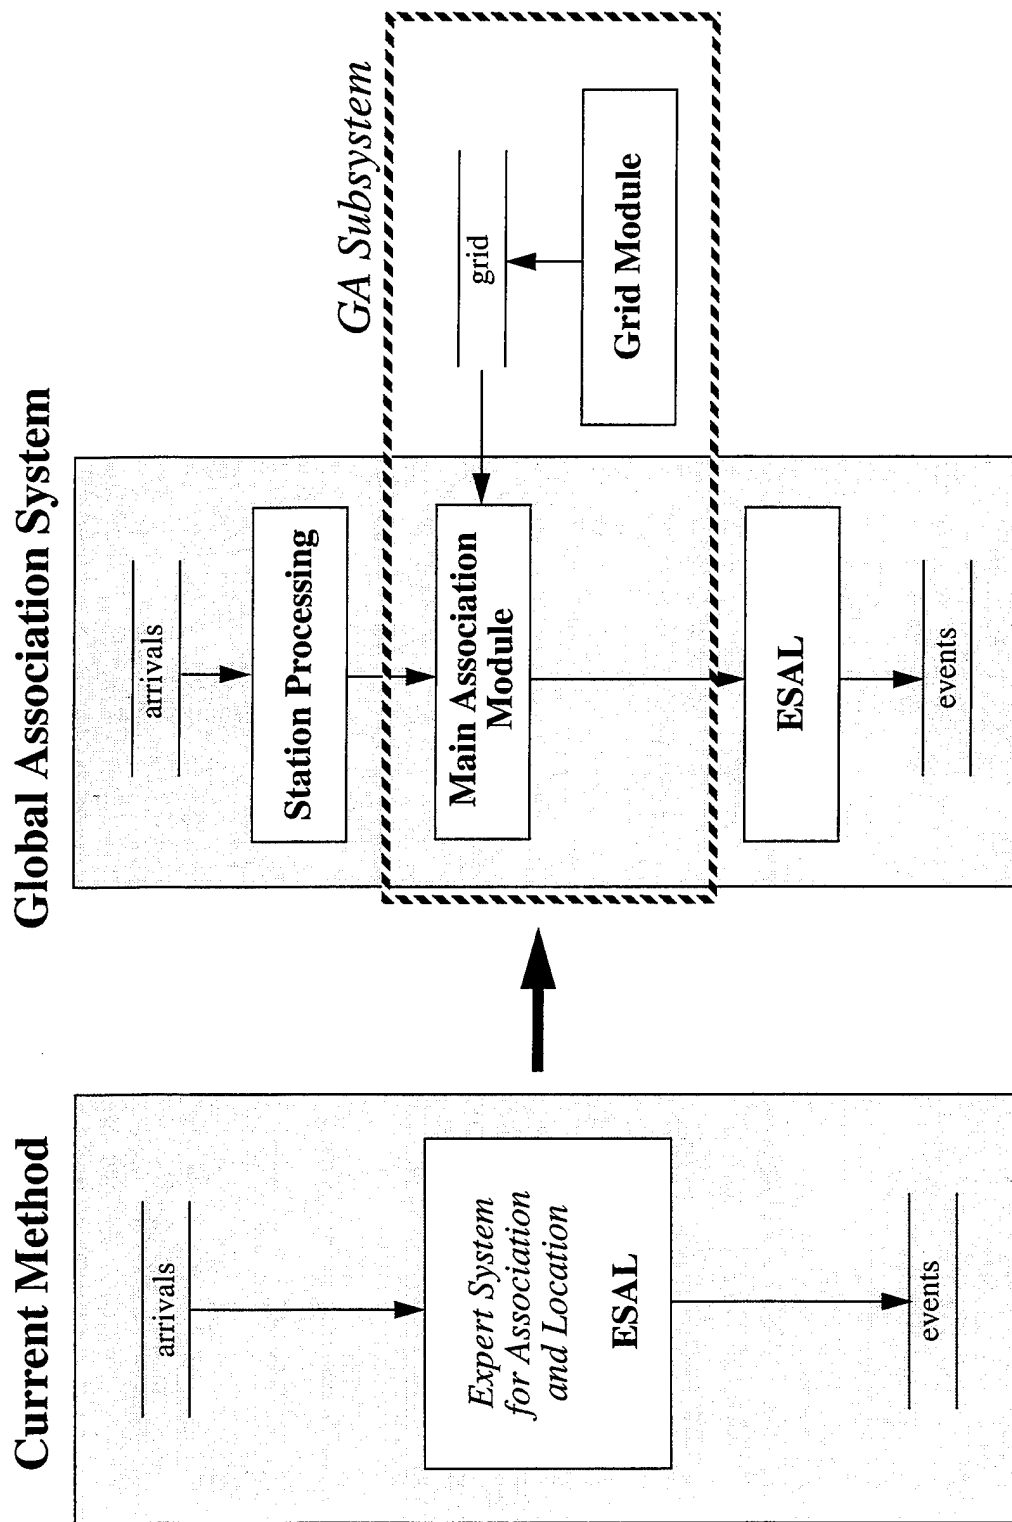 Current Method
arrivals
Expert System
for Association
and Location
ESAL
events
Global Association System
arrivals
Station Processing
Main Association
Module
ESAL
events
GA Subsystem
grid
Grid Module